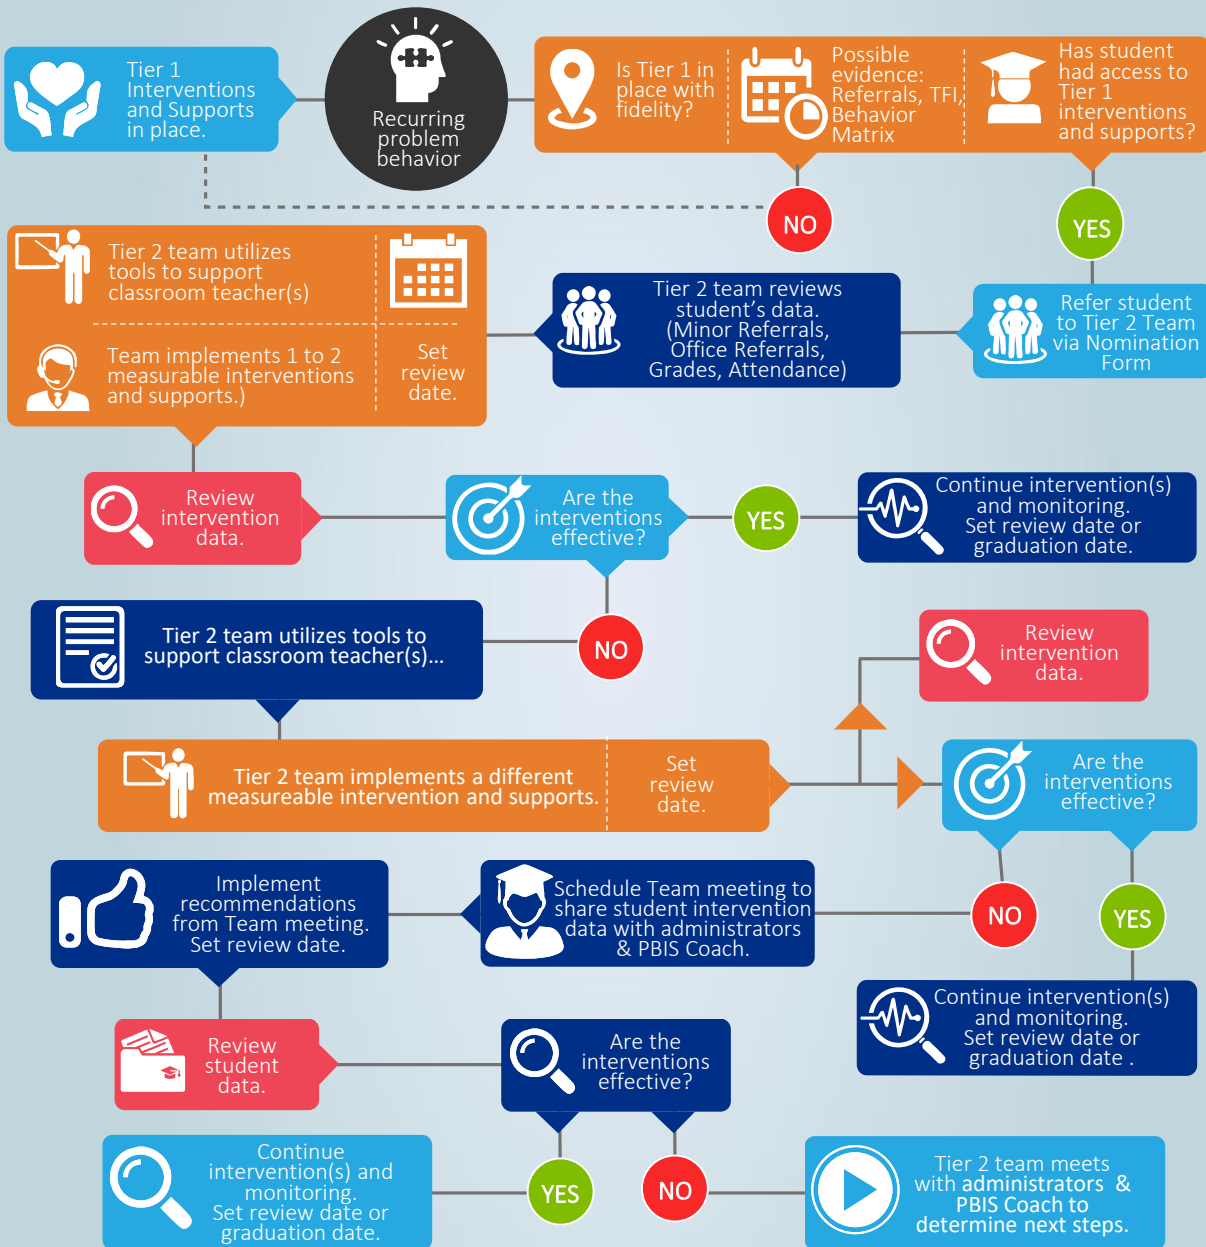 Tier 1
Interventions
and Supports
in place.
Recurring
problem
behavior
Is Tier 1 in
place with
fidelity?
Possible
evidence:
Referrals, TFI,
Behavior
Matrix
Has student
had access to
Tier 1
interventions
and supports?
NO
YES
Tier 2 team utilizes
tools to support
classroom teacher(s)
Team implements 1 to 2
measurable interventions
and supports.)
Set
review
date.
Tier 2 team reviews
student’s data.
(Minor Referrals,
Office Referrals,
Grades, Attendance)
Refer student
to Tier 2 Team
via Nomination
Form
Review
intervention
data.
Are the
interventions
effective?
YES
Continue intervention(s)
and monitoring.
Set review date or
graduation date.
NO
Tier 2 team utilizes tools to
support classroom teacher(s)...
Review
intervention
data.
Tier 2 team implements a different
measureable intervention and supports.
Set
review
date.
Are the
interventions
effective?
Implement
recommendations
from Team meeting.
Set review date.
Schedule Team meeting to
share student intervention
data with administrators
& PBIS Coach.
NO
YES
Continue intervention(s)
and monitoring.
Set review date or
graduation date .
Review
student
data.
Are the
interventions
effective?
Continue
intervention(s) and
monitoring.
Set review date or
graduation date.
YES
NO
Tier 2 team meets
with administrators &
PBIS Coach to
determine next steps.